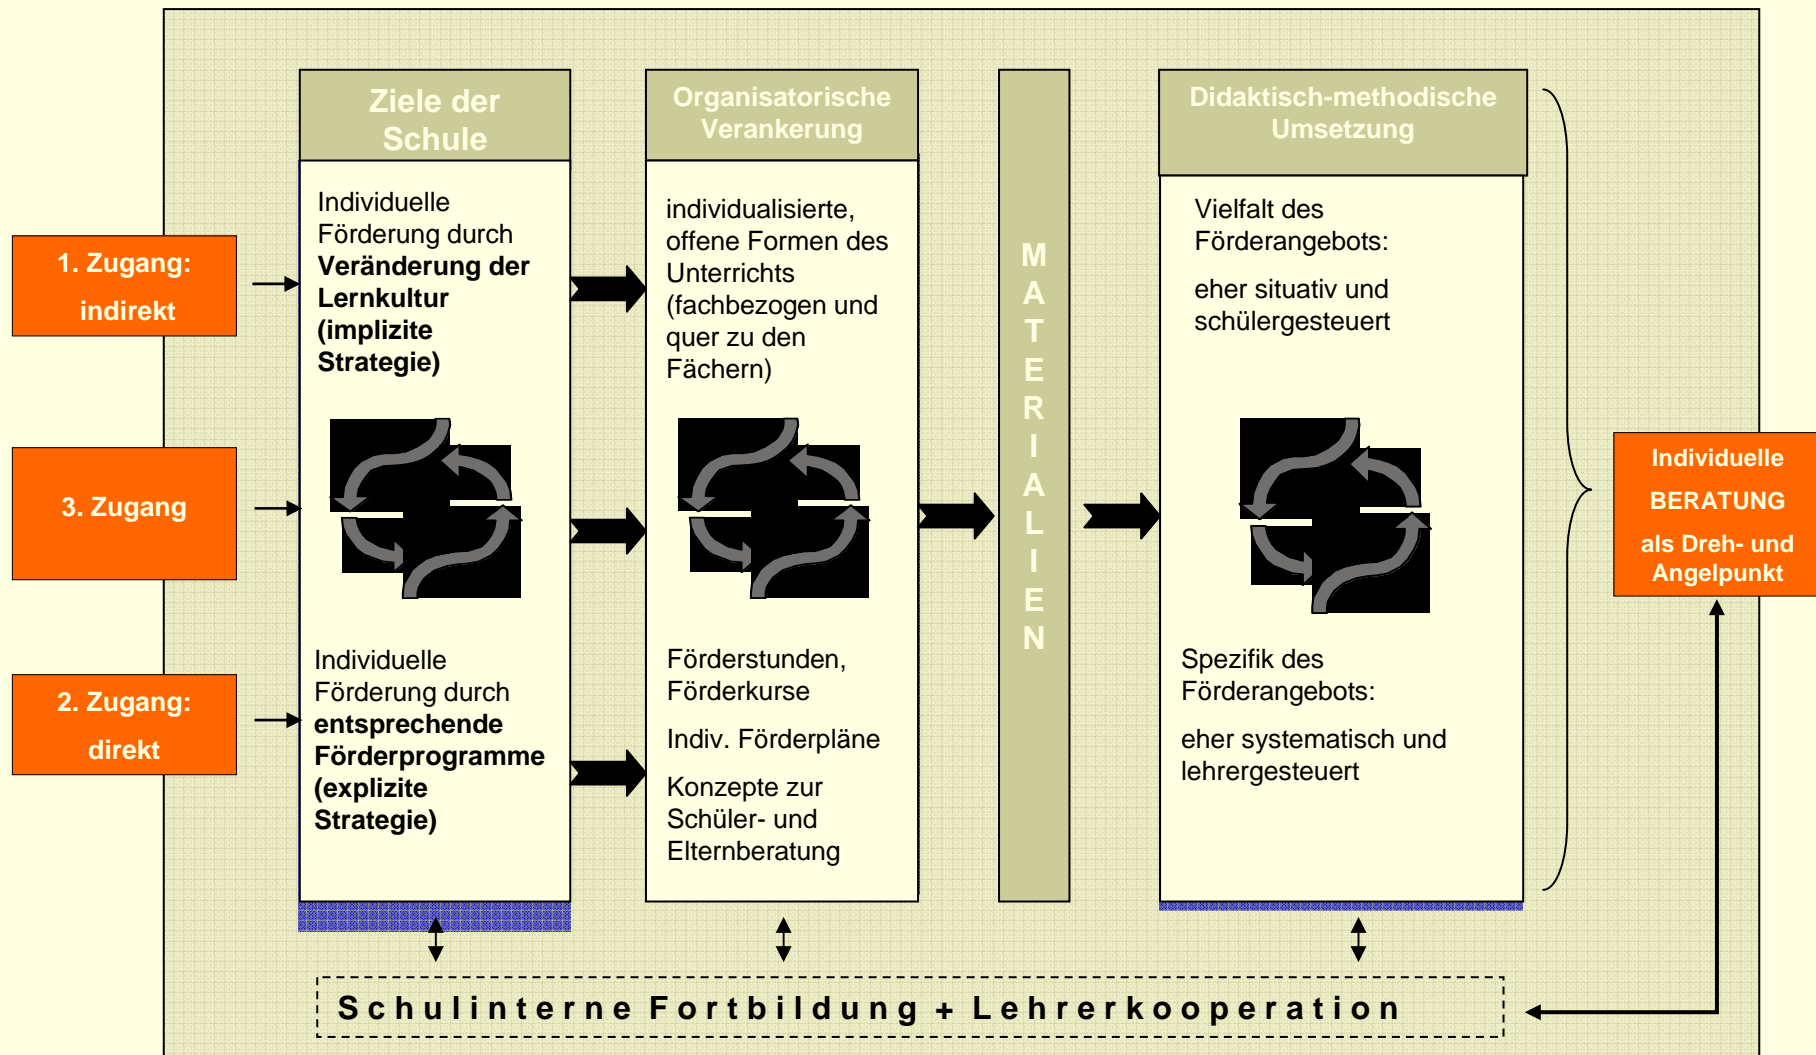 Ziele der
Schule
Organisatorische
Verankerung
Didaktisch-methodische
Umsetzung
1. Zugang:
indirekt
3. Zugang
2. Zugang:
direkt
Individuelle
Förderung durch
Veränderung der
Lernkultur
(implizite
Strategie)
Individuelle
Förderung durch
entsprechende
Förderprogramme
(explizite
Strategie)
individualisierte,
offene Formen des
Unterrichts
(fachbezogen und
quer zu den
Fächern)
Förderstunden,
Förderkurse
Indiv. Förderpläne
Konzepte zur
Schüler- und
Elternberatung
M
A
T
E
R
I
A
L
I
E
N
Vielfalt des
Förderangebots:
eher situativ und
schülergesteuert
Spezifik des
Förderangebots:
eher systematisch und
lehrergesteuert
Individuelle
BERATUNG
als Dreh- und
Angelpunkt
Schulinterne Fortbildung + Lehrerkooperation